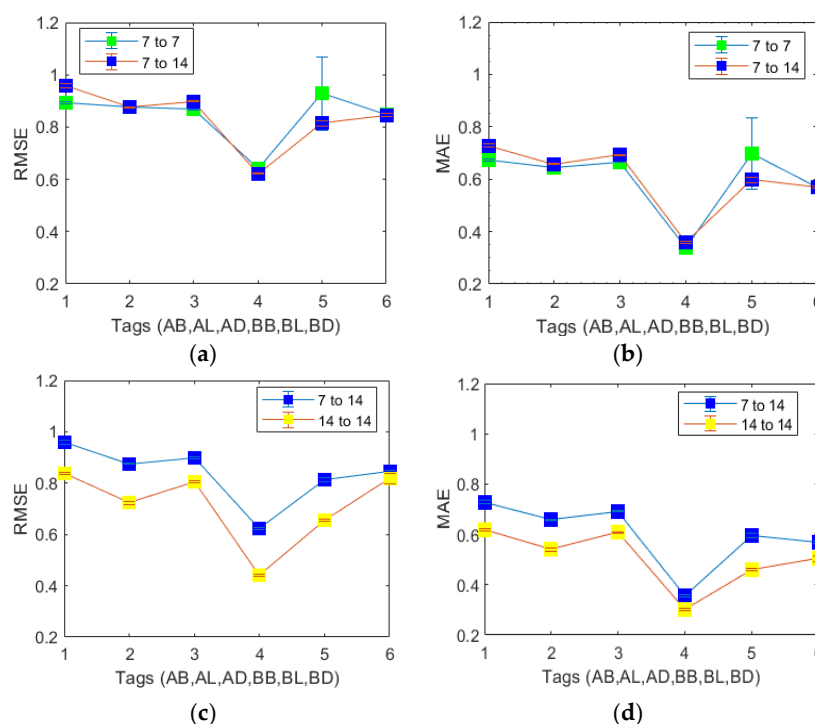 (a)
7 to 7
7 to 14
RMSE
1.2
1
0.8
0.6
0.4
0.2
1 2 3 4 5 6
Tags (AB,AL,AD,BB,BL,BD)
(b)
7 to 7
7 to 14
MAE
1.2
1
0.8
0.6
0.4
0.2
1 2 3 4 5 6
Tags (AB,AL,AD,BB,BL,BD)
(c)
7 to 14
14 to 14
RMSE
1.2
1
0.8
0.6
0.4
0.2
1 2 3 4 5 6
Tags (AB,AL,AD,BB,BL,BD)
(d)
7 to 14
14 to 14
MAE
1.2
1
0.8
0.6
0.4
0.2
1 2 3 4 5 6
Tags (AB,AL,AD,BB,BL,BD)